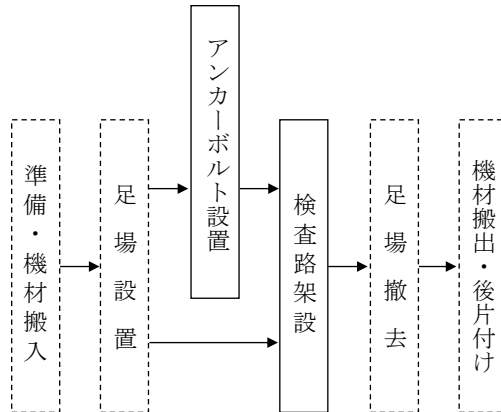 準備・機材搬入
足場設置
アンカーボルト設置
検査路架設
足場撤去
機材搬出・後片付け